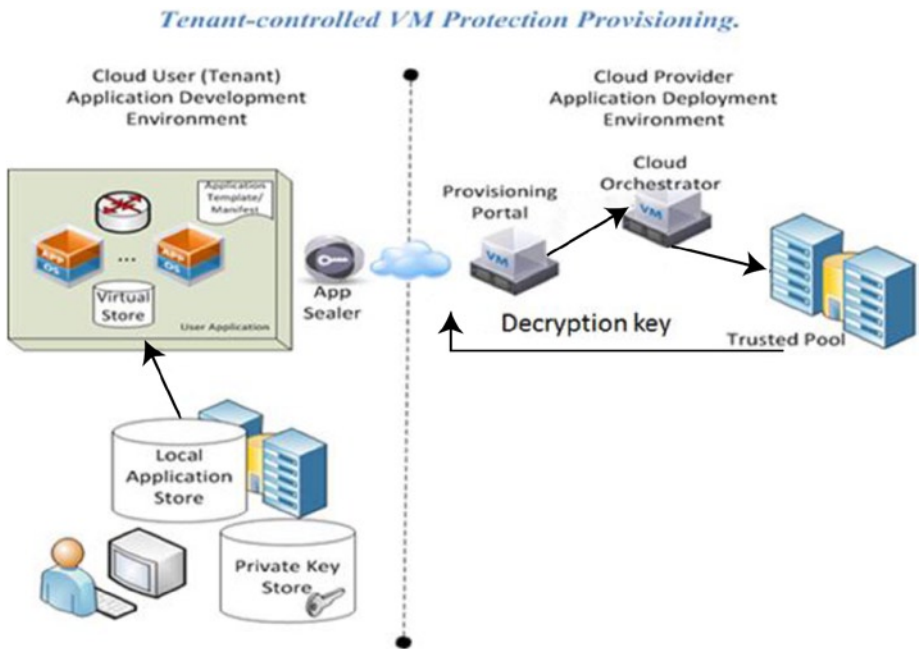 Tenant-controlled VM Protection Provisioning.
Cloud User (Tenant)
Application Development
Environment
Cloud Provider
Application Deployment
Environment
Application
Template/
Manifest
APP
OS
...
APP
OS
Virtual
Store
User Application
App
Sealer
Provisioning
Portal
VM
Cloud
Orchestrator
VM
Decryption key
Trusted Pool
Local
Application
Store
Private Key
Store